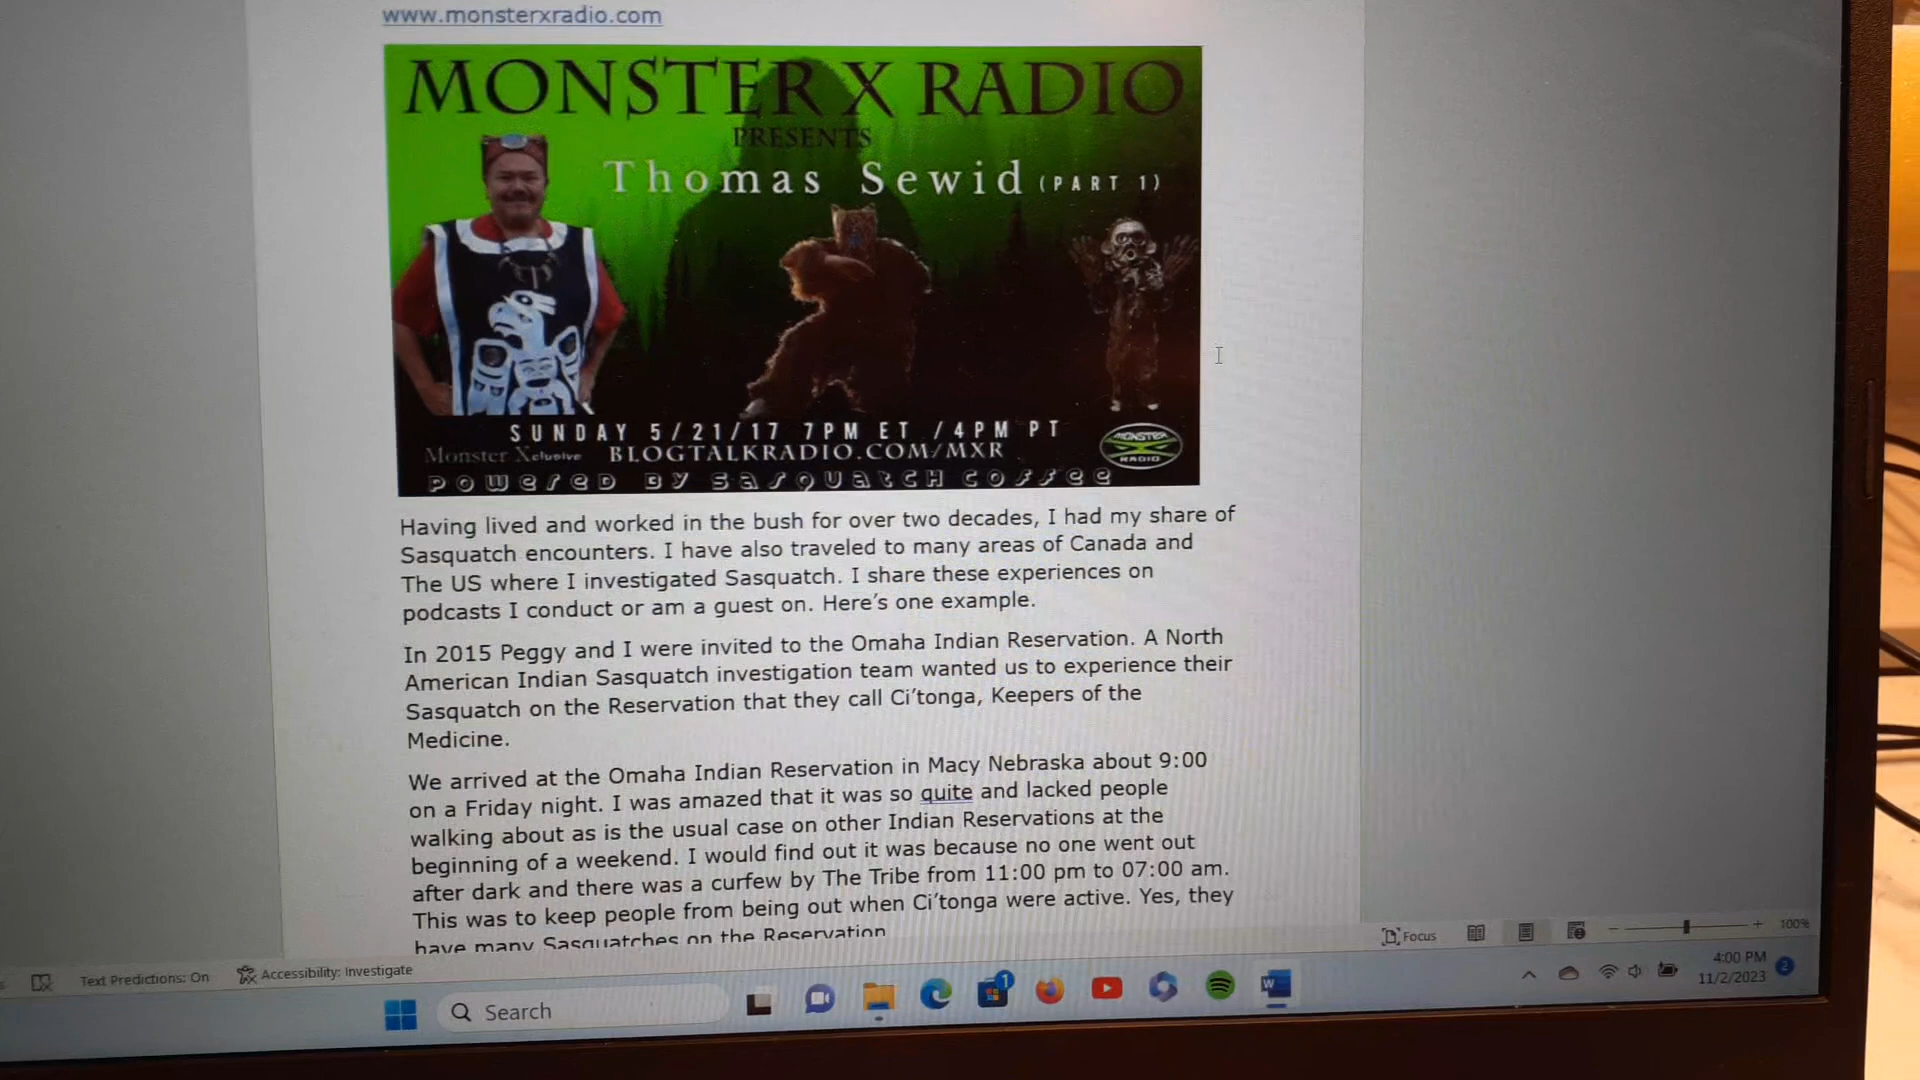 www.monsterxradio.com
MONSTER X RADIO
PRESENTS
Thomas Sewid (PART 1)
SUNDAY 5/21/17 7PM ET /4PM PT
Monster Xclusive BLOGTALKRADIO.COM/MXR
MONSTER
X
RADIO
POWERED BY SASQUATCH COFFEE
Having lived and worked in the bush for over two decades, I had my share of
Sasquatch encounters. I have also traveled to many areas of Canada and
The US where I investigated Sasquatch. I share these experiences on
podcasts I conduct or am a guest on. Here’s one example.
In 2015 Peggy and I were invited to the Omaha Indian Reservation. A North
American Indian Sasquatch investigation team wanted us to experience their
Sasquatch on the Reservation that they call Ci’tonga, Keepers of the
Medicine.
We arrived at the Omaha Indian Reservation in Macy Nebraska about 9:00
on a Friday night. I was amazed that it was so quite and lacked people
walking about as is the usual case on other Indian Reservations at the
beginning of a weekend. I would find out it was because no one went out
after dark and there was a curfew by The Tribe from 11:00 pm to 07:00 am.
This was to keep people from being out when Ci’tonga were active. Yes, they
have many Sasquatches on the Reservation
Focus
100%
Text Predictions: On
Accessibility: Investigate
Search
1
W
4:00 PM
11/2/2023
2